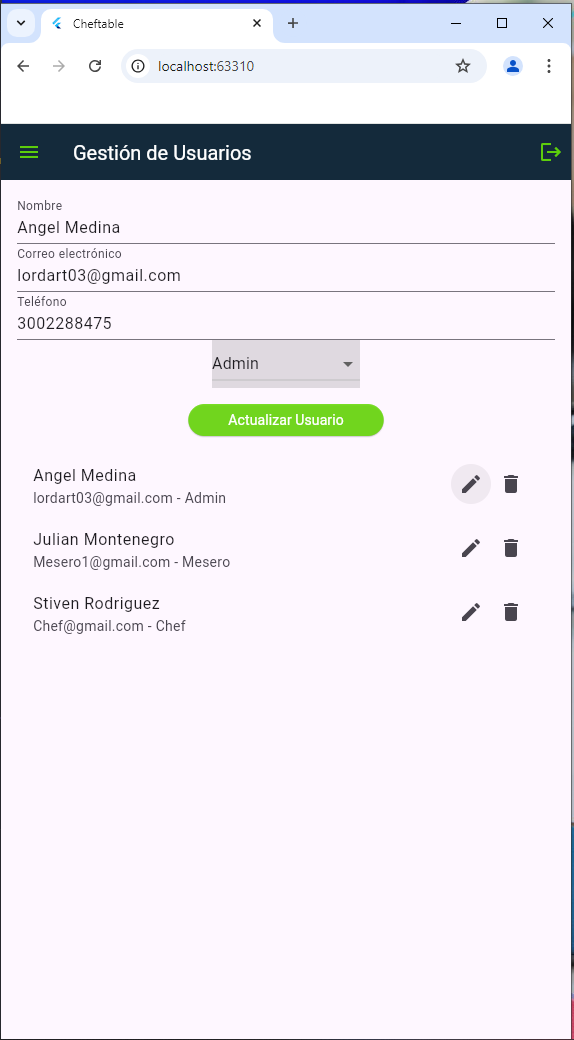 Cheftable
localhost:63310
Gestión de Usuarios
Nombre
Angel Medina
Correo electrónico
lordart03@gmail.com
Teléfono
3002288475
Admin
Actualizar Usuario
Angel Medina
lordart03@gmail.com - Admin
Julian Montenegro
Mesero1@gmail.com - Mesero
Stiven Rodriguez
Chef@gmail.com - Chef